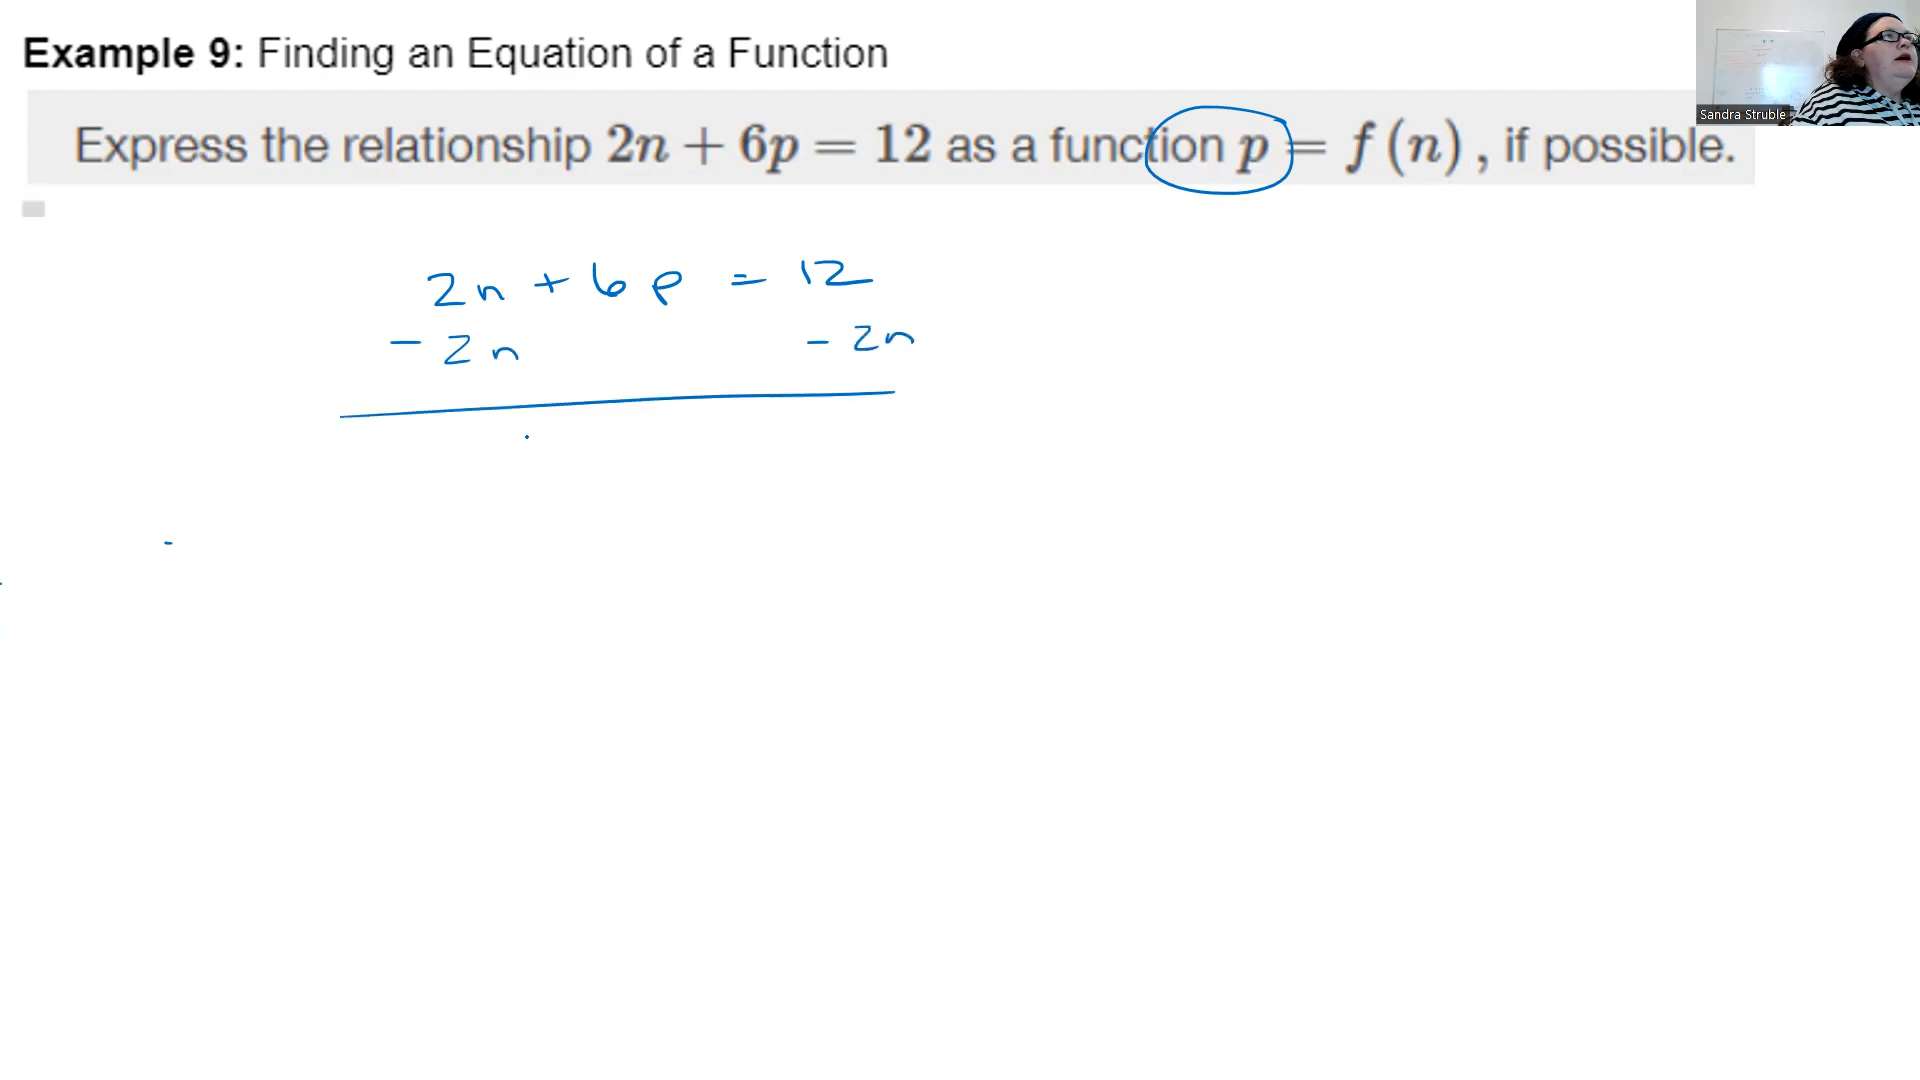 Example 9: Finding an Equation of a Function
Express the relationship 2n + 6p = 12 as a function p = f (n) , if possible.
Sandra Struble
2n + 6p = 12
- 2n - 2n